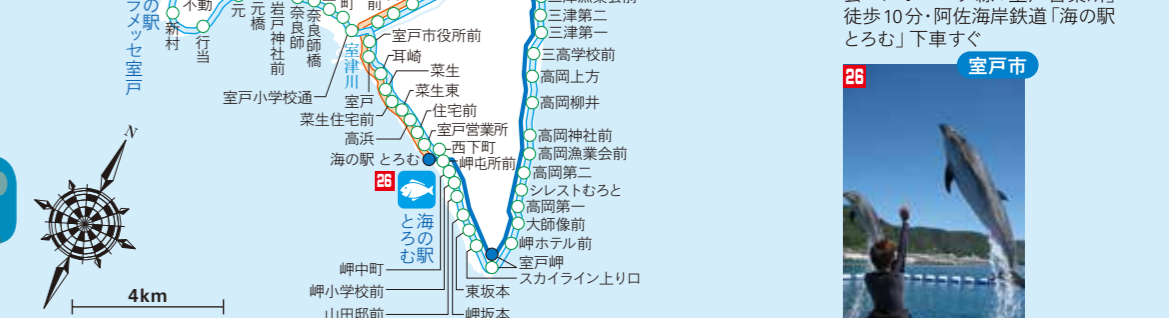 の駅
ラメッセ室戸
新村
不動
行当
元
元橋
岩戸神社前
奈良師
奈良師橋
町
前
室津川
室戸小学校通
室戸
菜生住宅前
高浜
海の駅 とろむ
室戸市役所前
耳崎
菜生
菜生東
住宅前
室戸営業所
西下町
岬屯所前
26
海の駅
とろむ
岬中町
岬小学校前
山田邸前
東坂本
岬坂本
三津第二
三津第一
三高学校前
高岡上方
高岡柳井
高岡神社前
高岡漁業会前
高岡第二
シレストむろと
高岡第一
大師像前
岬ホテル前
室戸岬
スカイライン上り口
N
4km
徒歩10分・阿佐海岸鉄道「海の駅
とろむ」下車すぐ
室戸市
26